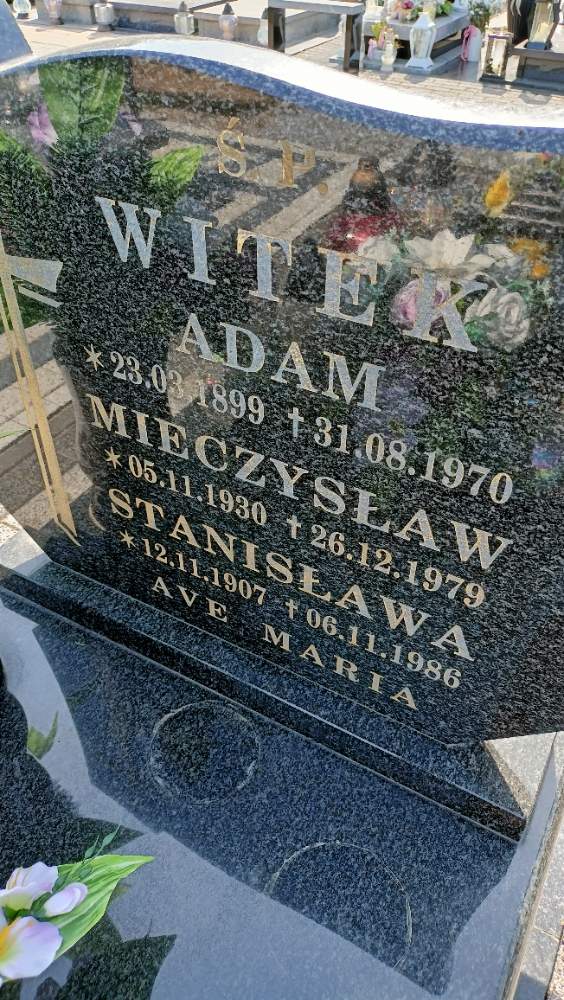 Ś. P.
WITEK
ADAM
* 23.03.1899 † 31.08.1970
MIECZYSŁAW
* 05.11.1930 † 26.12.1979
STANISŁAWA
* 12.11.1907 † 06.11.1986
AVE MARIA